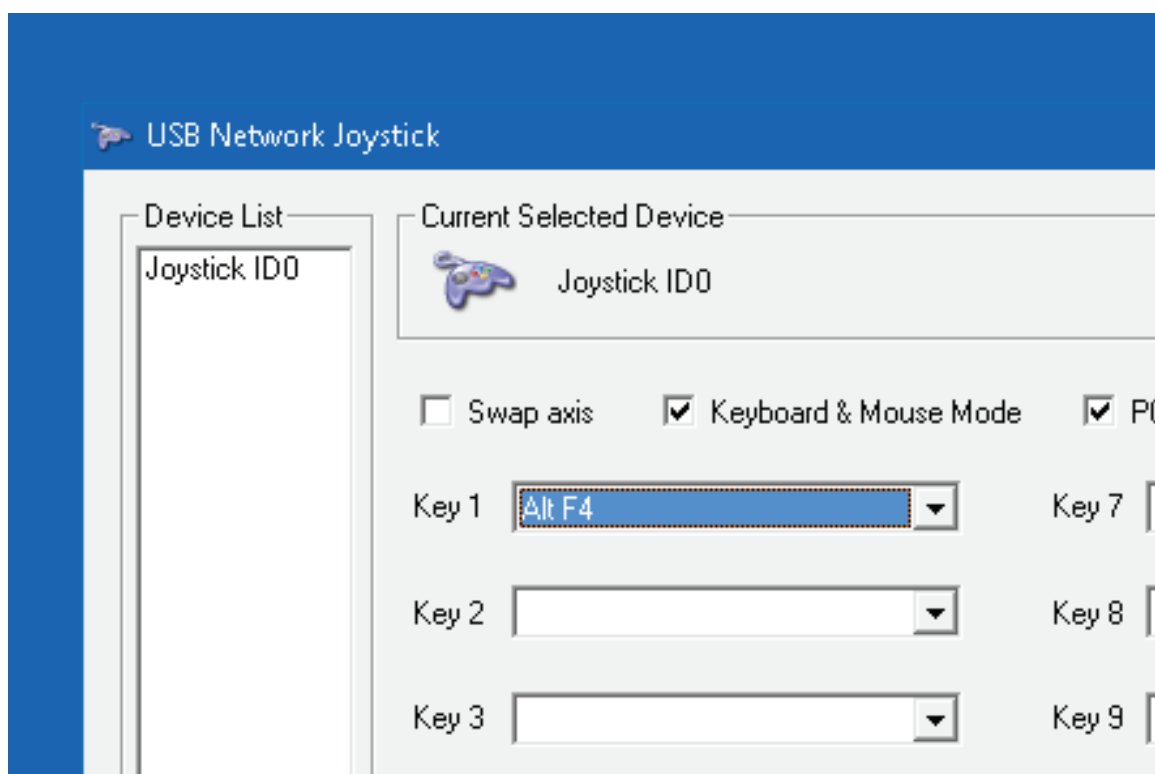 USB Network Joystick
Device List
Current Selected Device
Joystick ID0
Joystick ID0
Swap axis
Keyboard & Mouse Mode
Key 1
Alt F4
Key 7
Key 2
Key 8
Key 3
Key 9